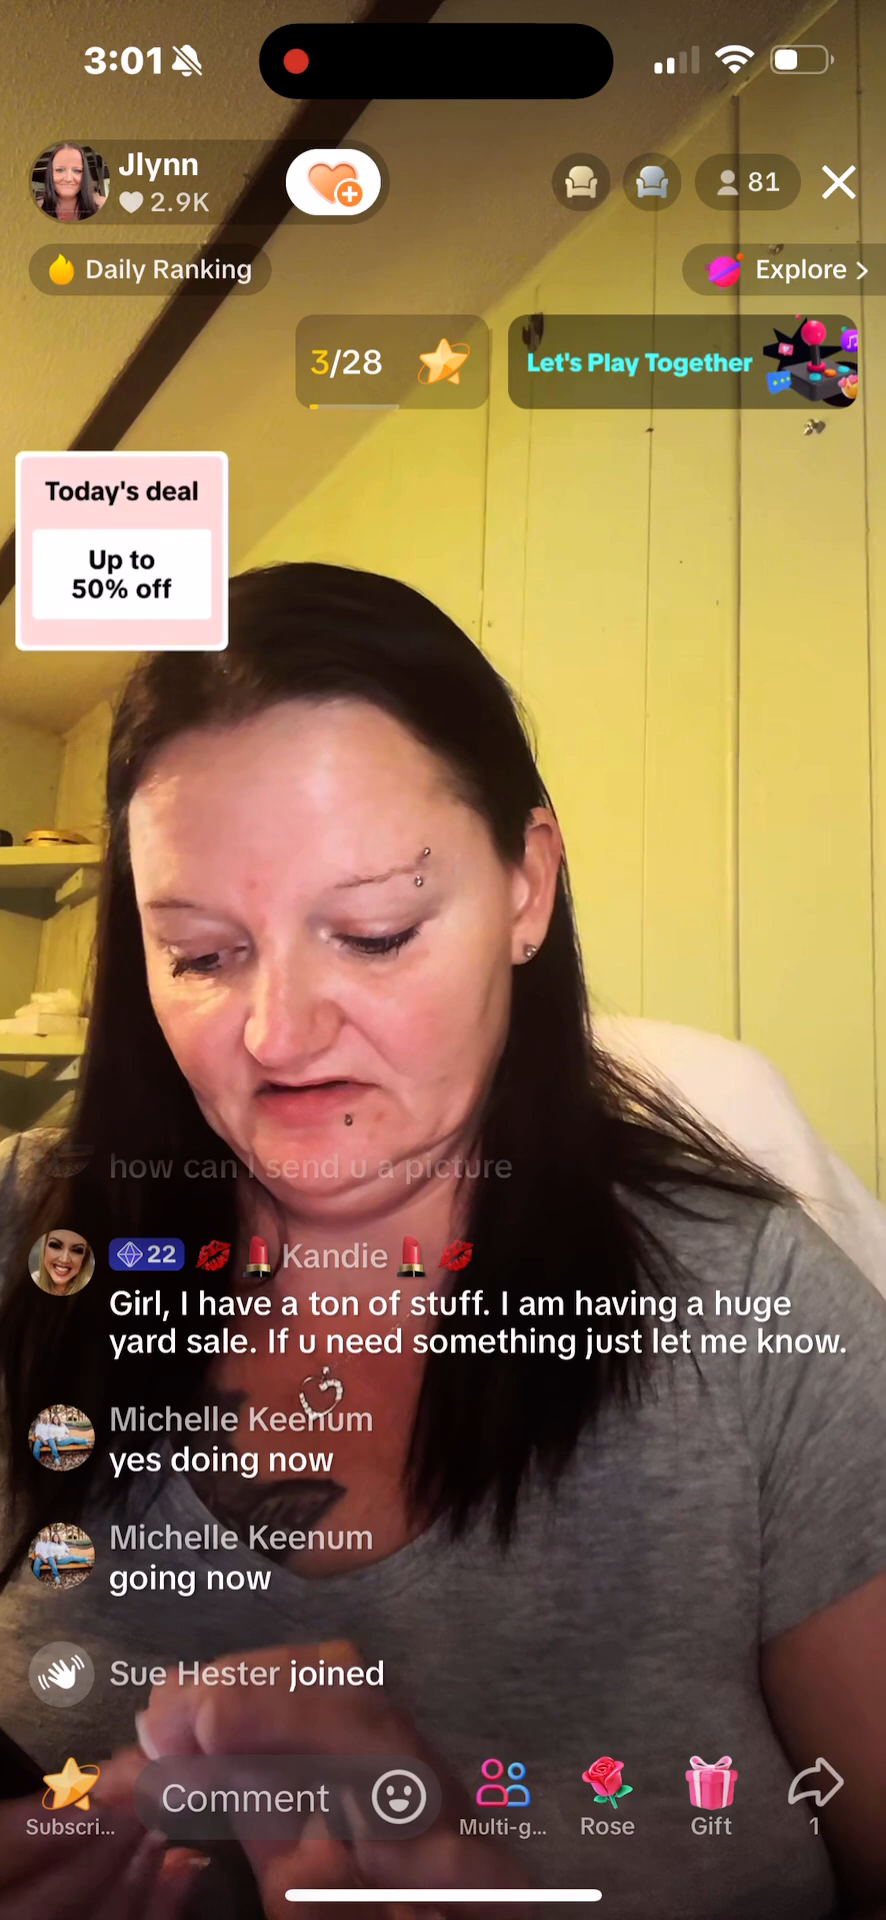 3:01
Jlynn
2.9K
81
Daily Ranking
Explore >
3/28
Let's Play Together
Today's deal
Up to
50% off
how can I send u a picture
22 💋 💄 Kandie 💄 💋
Girl, I have a ton of stuff. I am having a huge
yard sale. If u need something just let me know.
Michelle Keenum
yes doing now
Michelle Keenum
going now
Sue Hester joined
Comment
Subscri...
Multi-g...
Rose
Gift
1